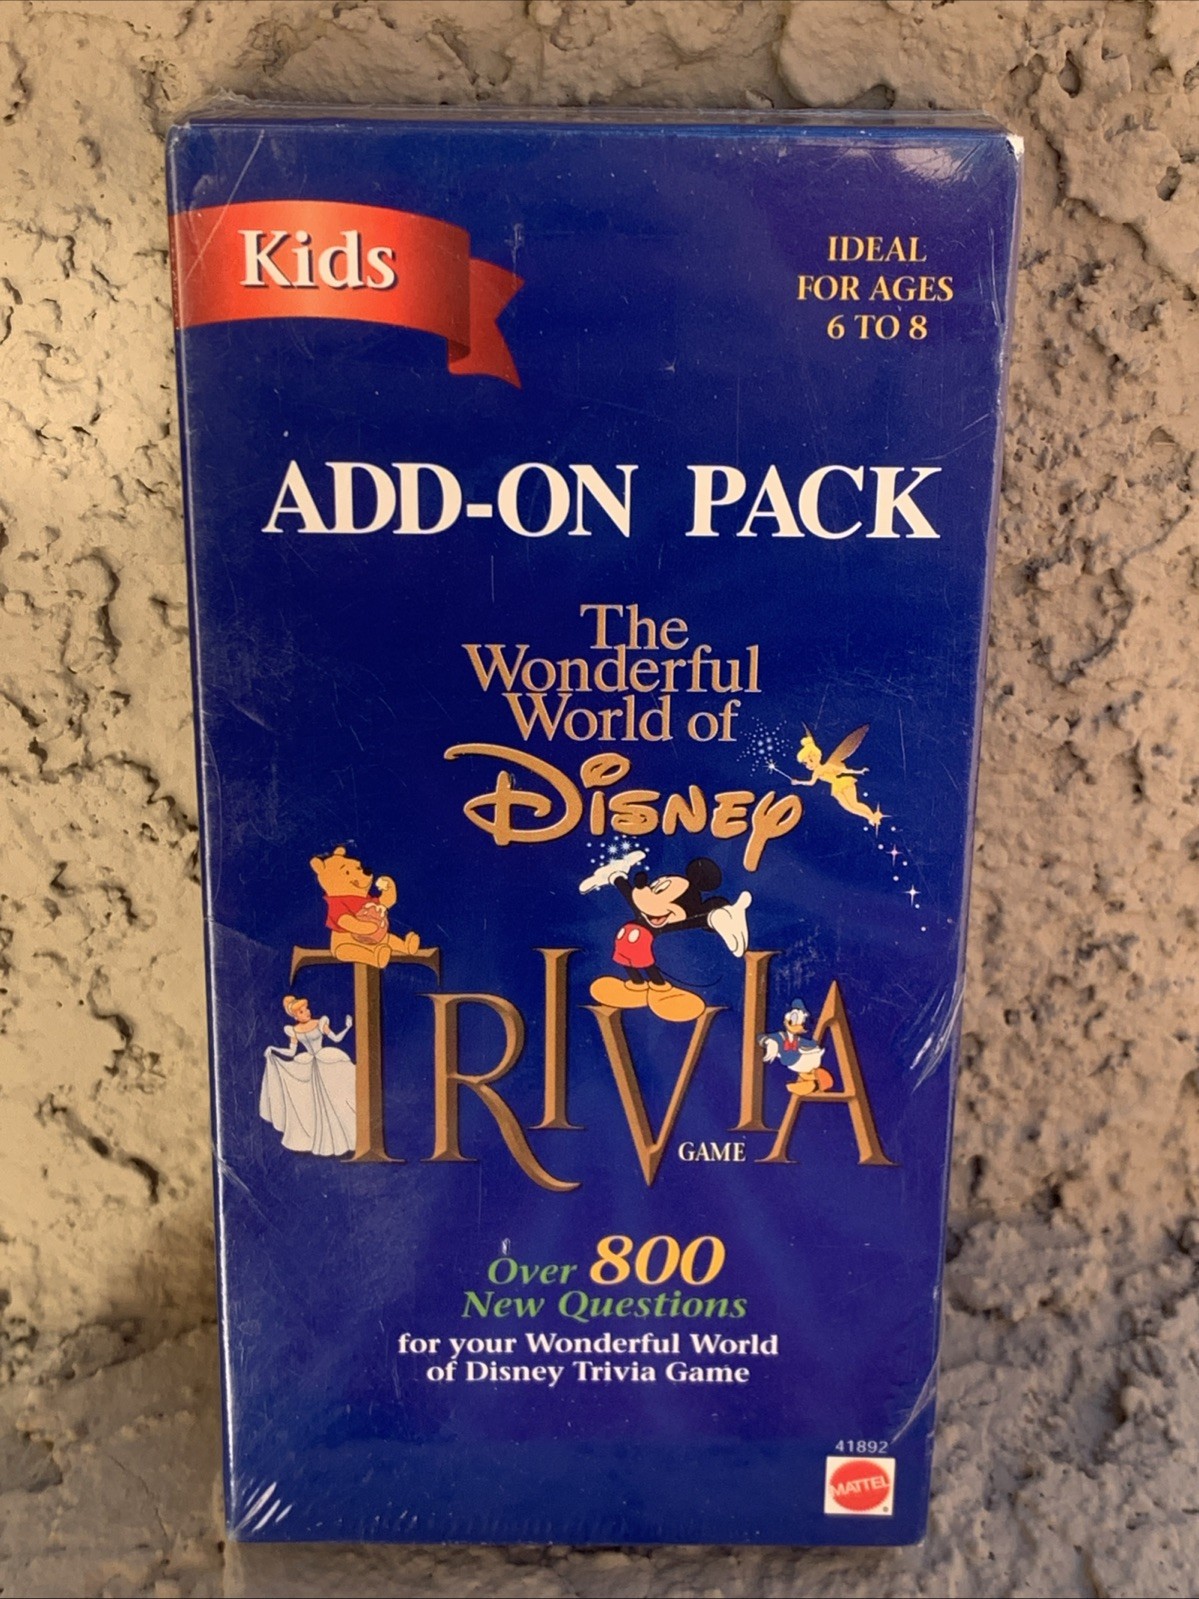 Kids
IDEAL
FOR AGES
6 TO 8
ADD-ON PACK
The
Wonderful
World of
Disney
TRIVIA
GAME
Over 800
New Questions
for your Wonderful World
of Disney Trivia Game
41892
MATTEL